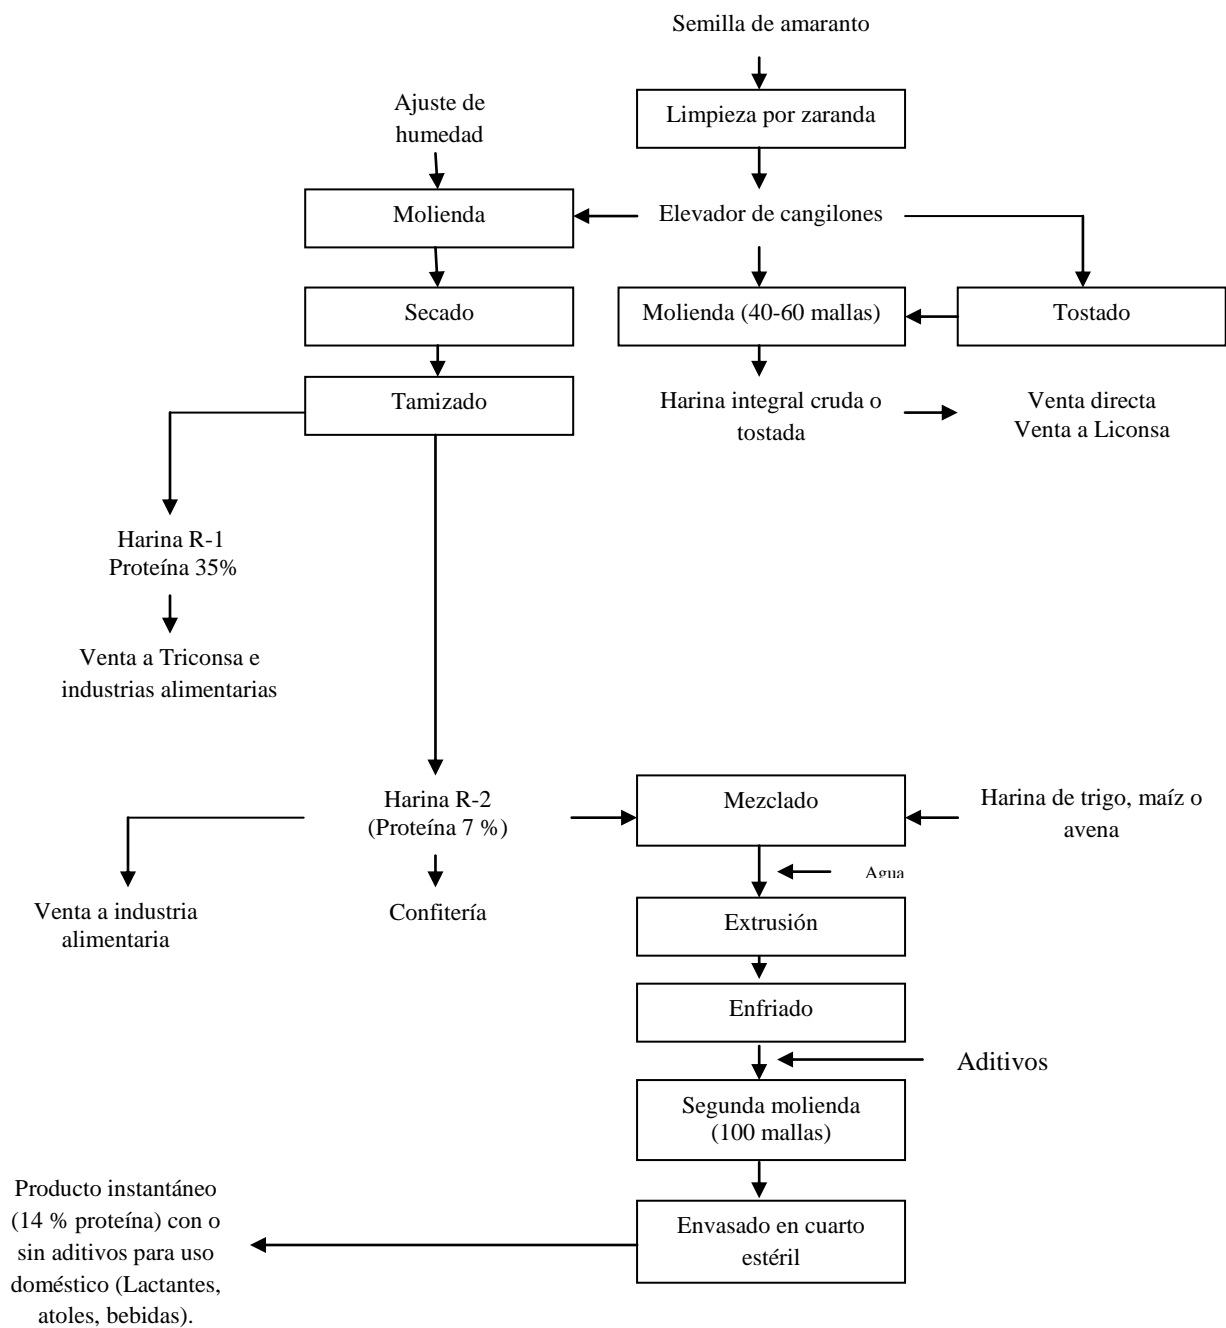 Semilla de amaranto
Limpieza por zaranda
Ajuste de
humedad
Molienda
Elevador de cangilones
Secado
Molienda (40-60 mallas)
Tostado
Tamizado
Harina integral cruda o
tostada
Venta directa
Venta a Liconsa
Harina R-1
Proteína 35%
Venta a Triconsa e
industrias alimentarias
Harina R-2
(Proteína 7 %)
Mezclado
Harina de trigo, maíz o
avena
Agua
Venta a industria
alimentaria
Confitería
Extrusión
Enfriado
Aditivos
Segunda molienda
(100 mallas)
Producto instantáneo
(14 % proteína) con o
sin aditivos para uso
doméstico (Lactantes,
atoles, bebidas).
Envasado en cuarto
estéril